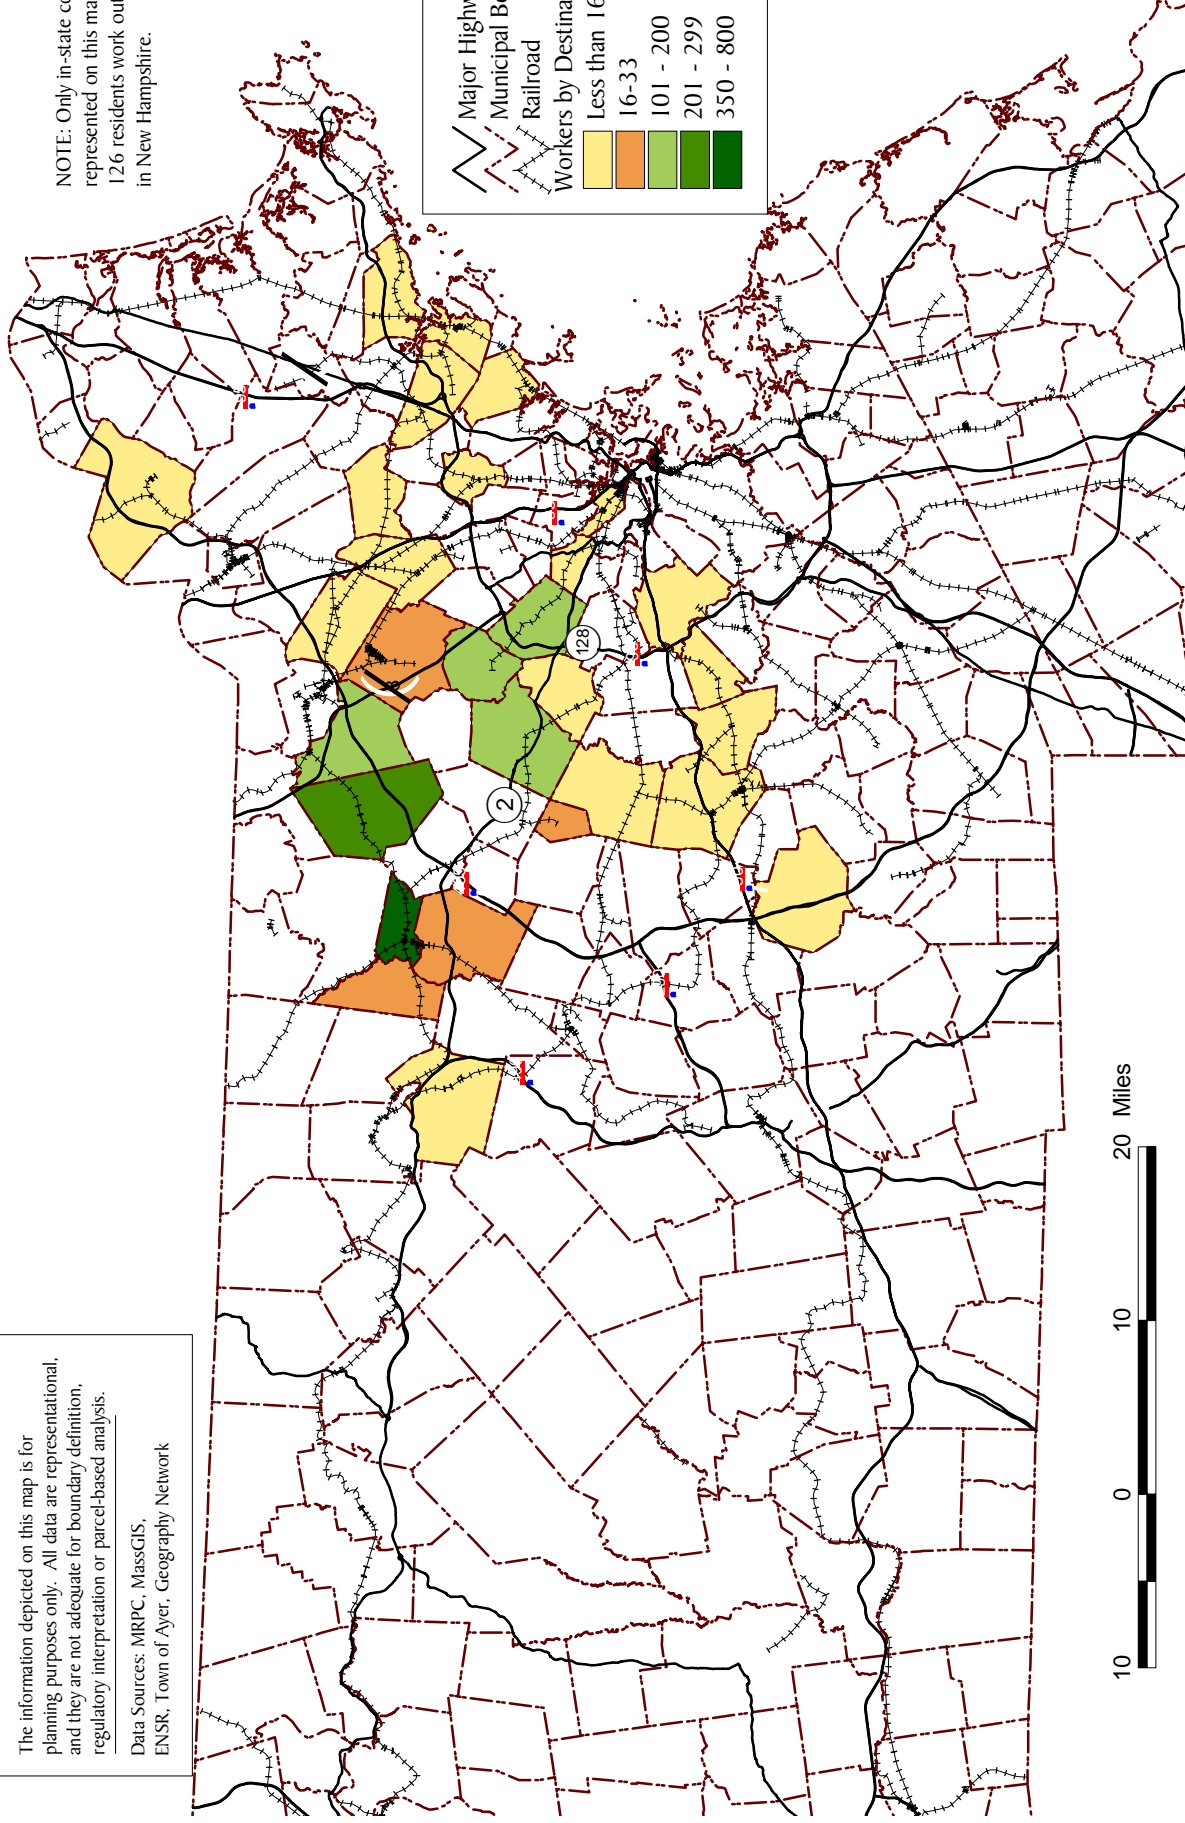 The information depicted on this map is for
planning purposes only. All data are representational,
and they are not adequate for boundary definition,
regulatory interpretation or parcel-based analysis.
Data Sources: MRPC, MassGIS,
ENSR, Town of Ayer, Geography Network
NOTE: Only in-state co
represented on this ma
126 residents work out
in New Hampshire.
Major Highw
Municipal Bo
Railroad
Workers by Destina
Less than 16
16-33
101 - 200
201 - 299
350 - 800
2
128
10
0
10
20
Miles